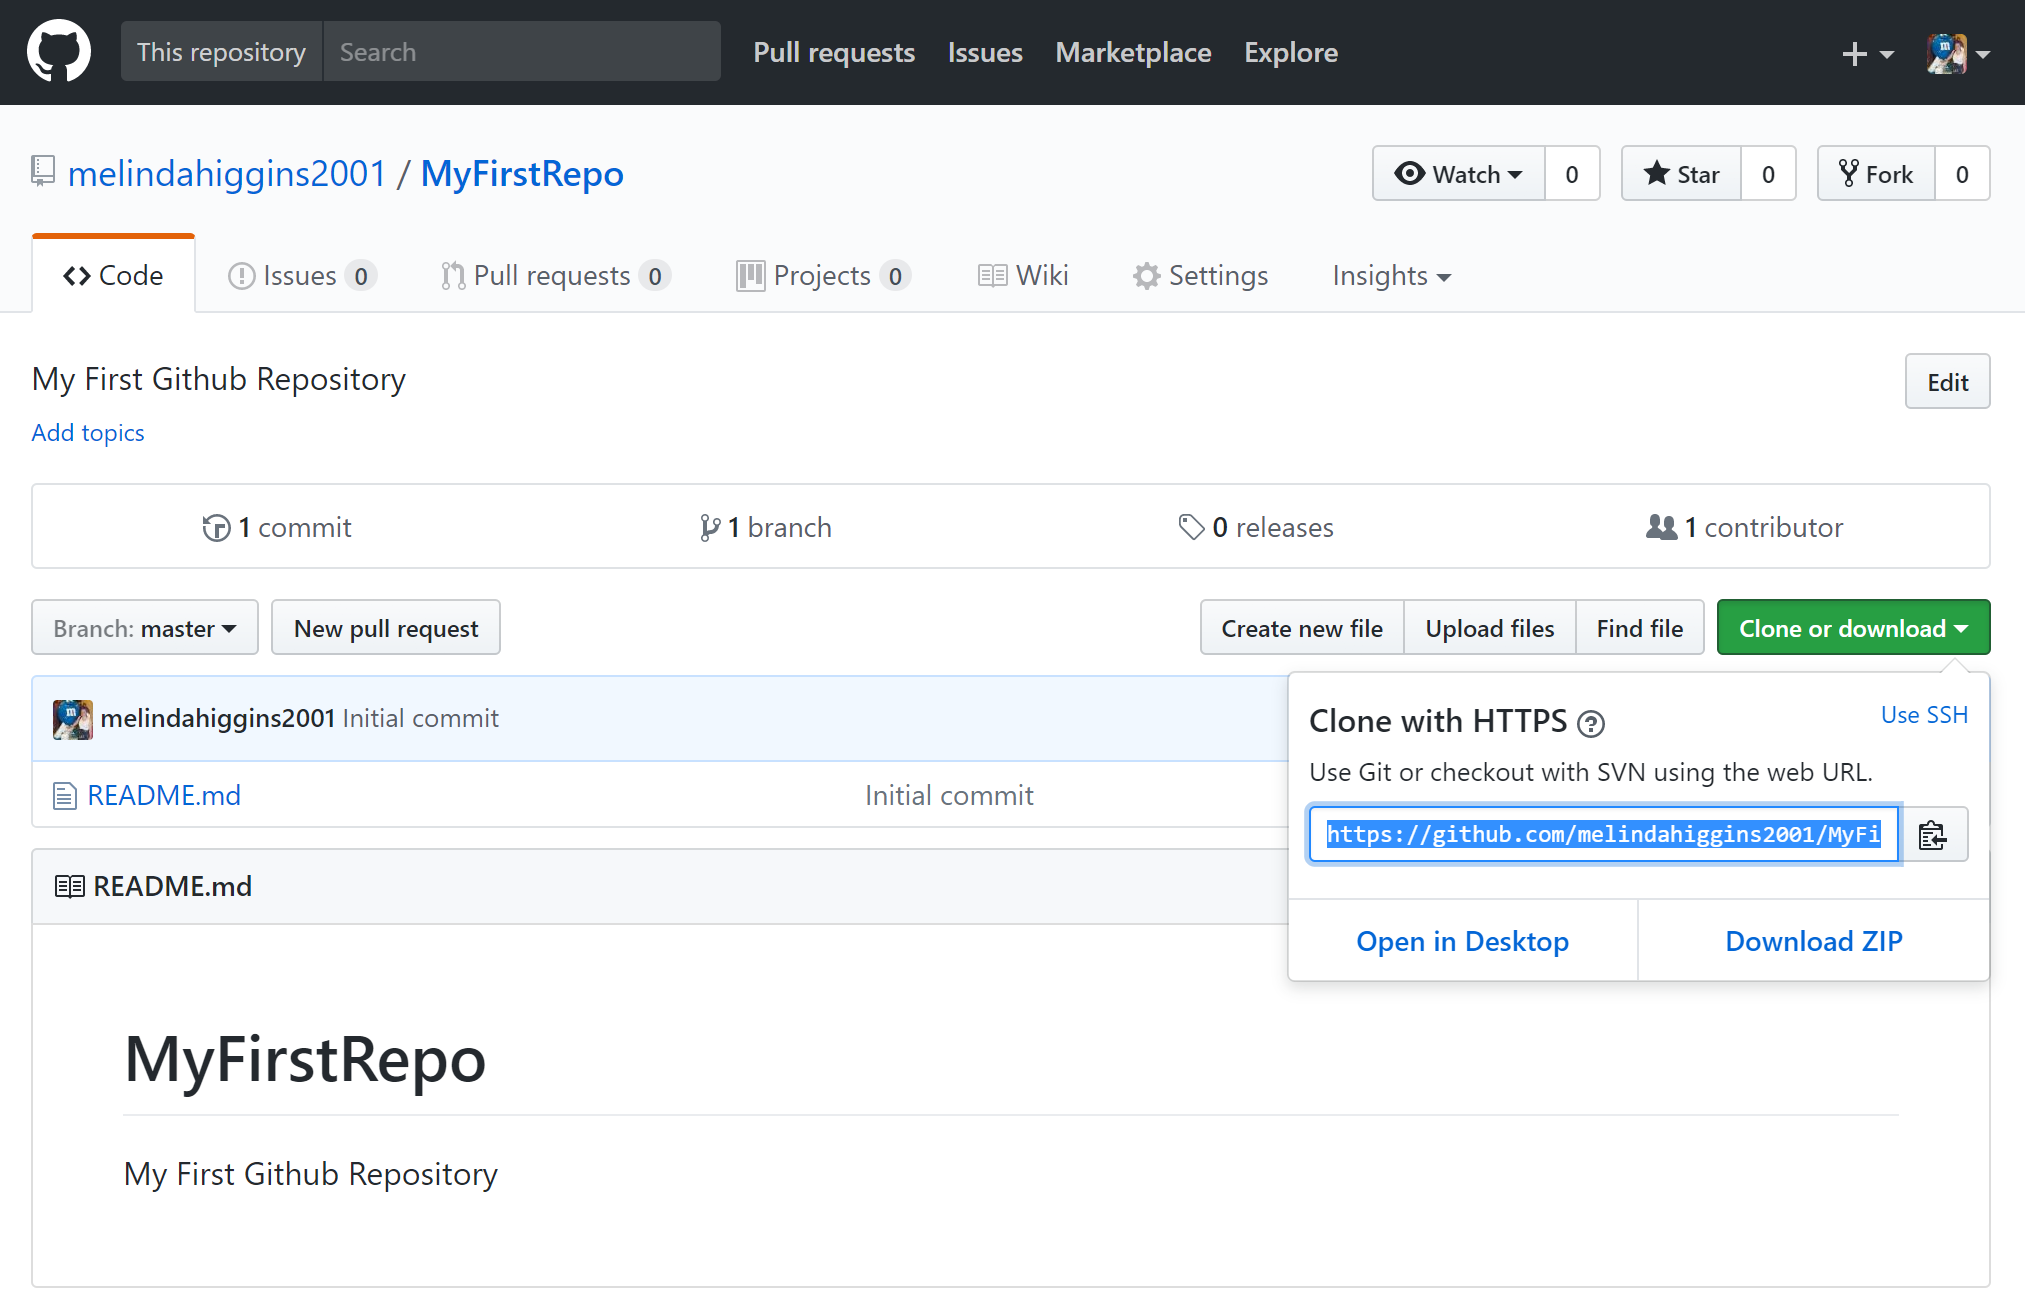 This repository Search Pull requests Issues Marketplace Explore
melindahiggins2001 / MyFirstRepo Watch 0 Star 0 Fork 0
Code Issues 0 Pull requests 0 Projects 0 Wiki Settings Insights
My First Github Repository Edit
Add topics
1 commit 1 branch 0 releases 1 contributor
Branch: master New pull request Create new file Upload files Find file Clone or download
melindahiggins2001 Initial commit
README.md Initial commit
Clone with HTTPS ? Use SSH
Use Git or checkout with SVN using the web URL.
https://github.com/melindahiggins2001/MyFi
Open in Desktop Download ZIP
README.md
MyFirstRepo
My First Github Repository